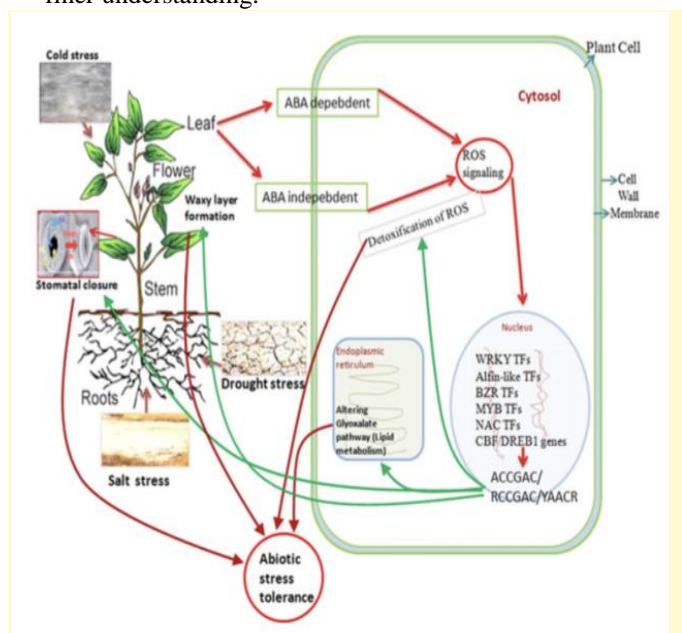 finer understanding.
Cold stress
Plant Cell
Leaf
ABA depebdent
Cytosol
ROS
signaling
Flower
Waxy layer
formation
ABA indepebdent
Cell
Wall
Membrane
Detoxification of ROS
Stomatal closure
Stem
Nucleus
Endoplasmic
reticulum
WRKY TFs
Alfin-like TFs
BZR TFs
MYB TFs
NAC TFs
CBF/DREB1 genes
Drought stress
Roots
Altering
Glyoxalate
pathway (Lipid
metabolism)
ACCGAC/
RCCGAC/YAACR
Salt stress
Abiotic
stress
tolerance